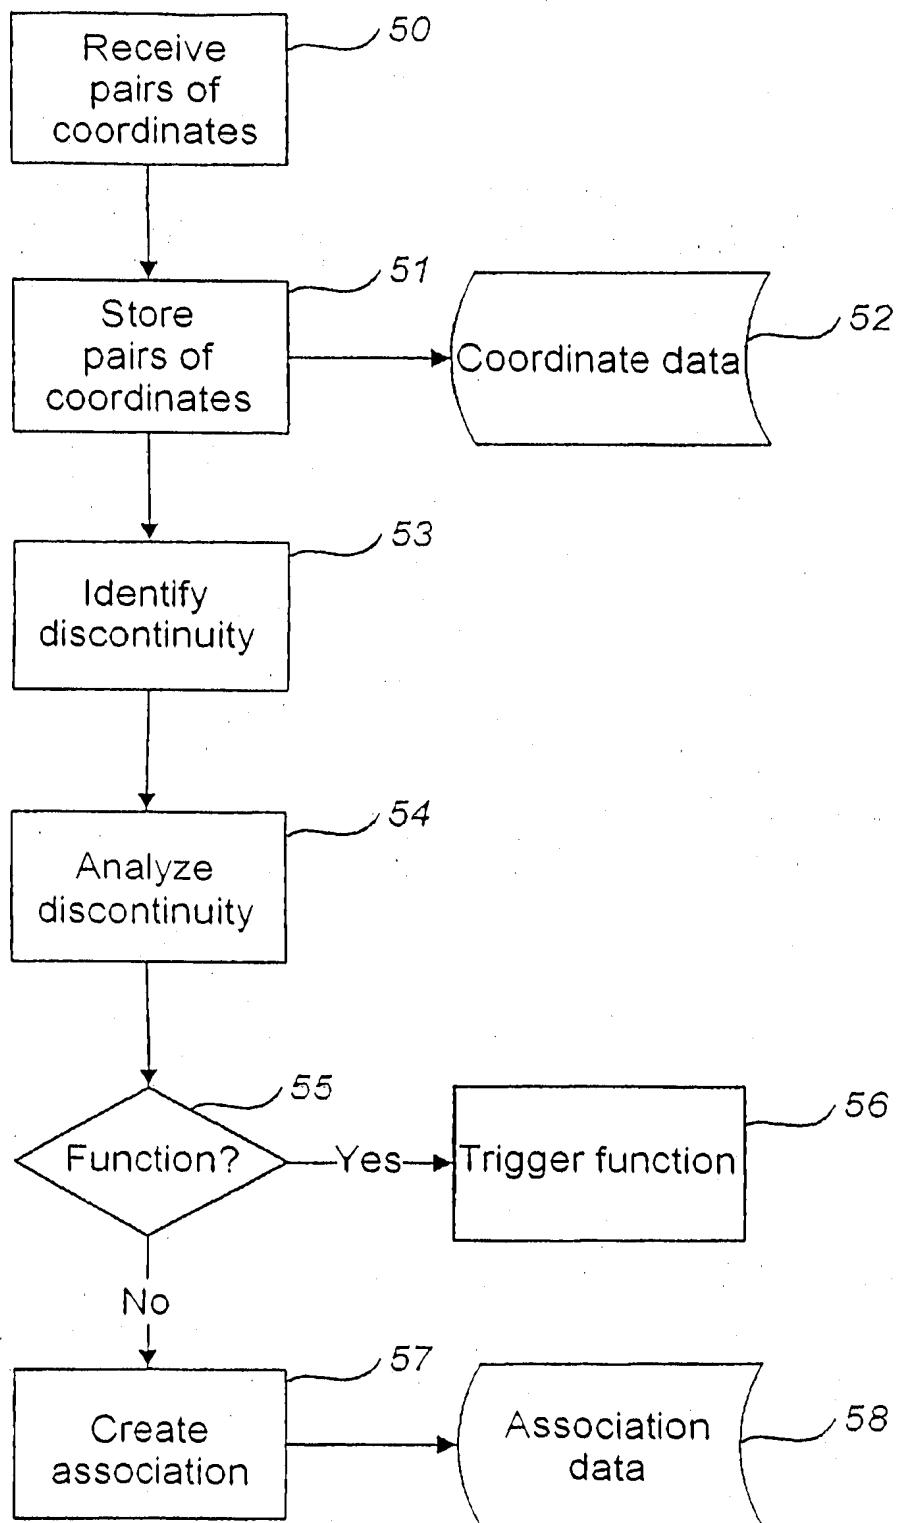 50
Receive
pairs of
coordinates
51
Store
pairs of
coordinates
52
Coordinate data
53
Identify
discontinuity
54
Analyze
discontinuity
55
Function?
Yes
56
Trigger function
No
57
Create
association
58
Association
data